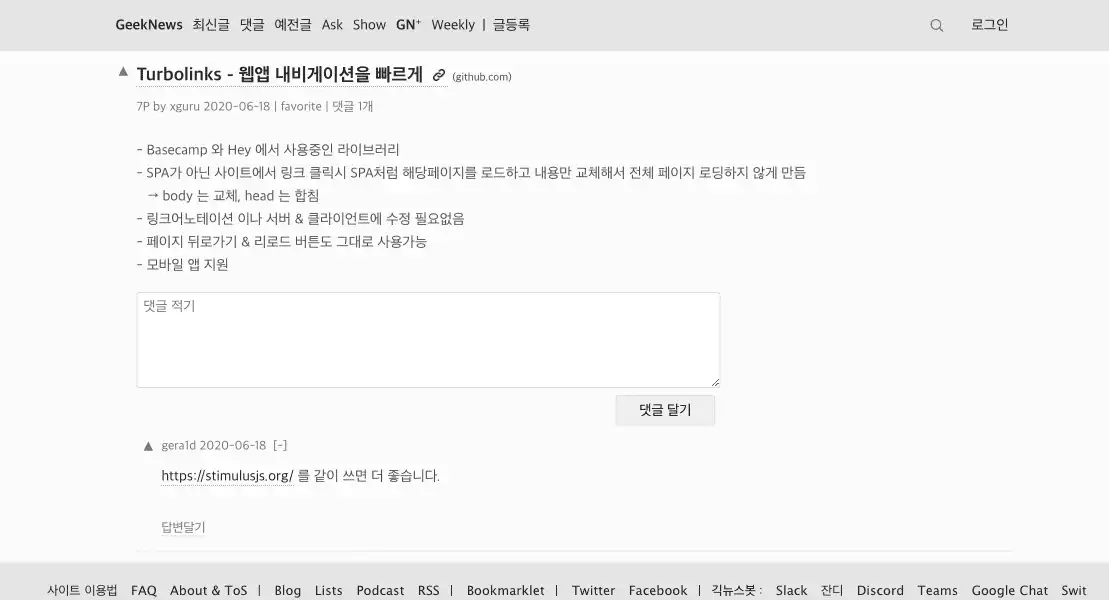 GeekNews 최신글 댓글 예전글 Ask Show GN⁺ Weekly | 글등록 로그인
▲ Turbolinks - 웹앱 내비게이션을 빠르게 (github.com)
7P by xguru 2020-06-18 | favorite | 댓글 1개
- Basecamp 와 Hey 에서 사용중인 라이브러리
- SPA가 아닌 사이트에서 링크 클릭시 SPA처럼 해당페이지를 로드하고 내용만 교체해서 전체 페이지 로딩하지 않게 만듬
→ body 는 교체, head 는 합침
- 링크어노테이션 이나 서버 & 클라이언트에 수정 필요없음
- 페이지 뒤로가기 & 리로드 버튼도 그대로 사용가능
- 모바일 앱 지원
댓글 적기
댓글 달기
▲ gera1d 2020-06-18 [-]
https://stimulusjs.org/ 를 같이 쓰면 더 좋습니다.
답변달기
사이트 이용법 FAQ About & ToS | Blog Lists Podcast RSS | Bookmarklet | Twitter Facebook | 긱뉴스봇 : Slack 잔디 Discord Teams Google Chat Swit